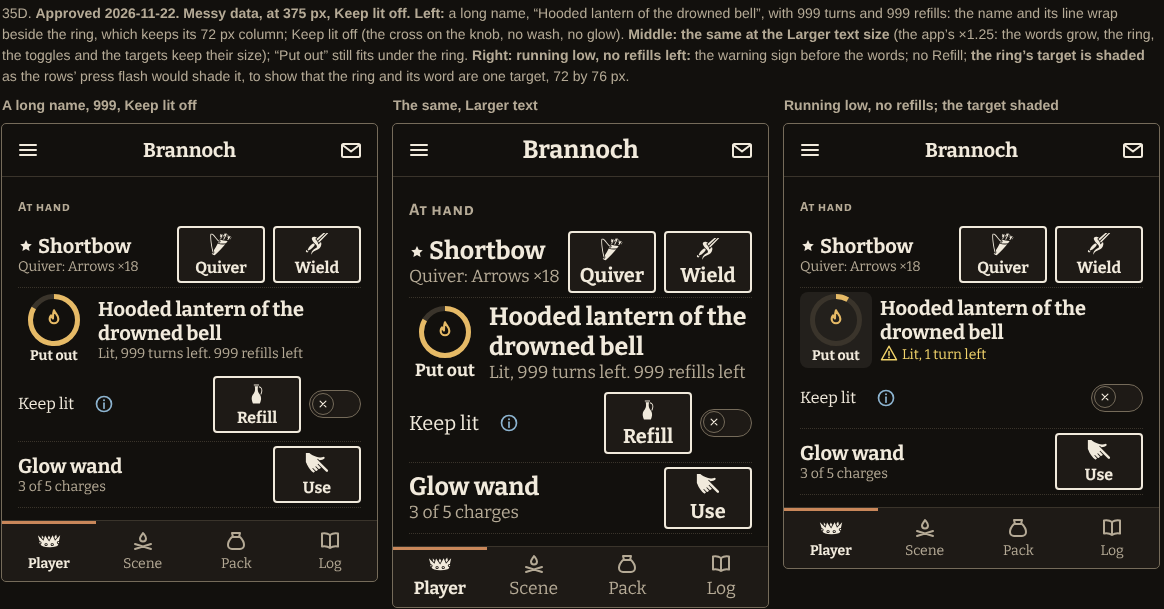 35D. Approved 2026-11-22. Messy data, at 375 px, Keep lit off. Left: a long name, “Hooded lantern of the drowned bell”, with 999 turns and 999 refills: the name and its line wrap
beside the ring, which keeps its 72 px column; Keep lit off (the cross on the knob, no wash, no glow). Middle: the same at the Larger text size (the app’s ×1.25: the words grow, the ring,
the toggles and the targets keep their size); “Put out” still fits under the ring. Right: running low, no refills left: the warning sign before the words; no Refill; the ring’s target is shaded
as the rows’ press flash would shade it, to show that the ring and its word are one target, 72 by 76 px.
A long name, 999, Keep lit off
Brannoch
At hand
Shortbow
Quiver: Arrows ×18
Quiver
Wield
Hooded lantern of the
drowned bell
Lit, 999 turns left. 999 refills left
Put out
Keep lit
Refill
Glow wand
3 of 5 charges
Use
Player
Scene
Pack
Log
The same, Larger text
Brannoch
At hand
Shortbow
Quiver: Arrows ×18
Quiver
Wield
Hooded lantern of the
drowned bell
Lit, 999 turns left. 999 refills left
Put out
Keep lit
Refill
Glow wand
3 of 5 charges
Use
Player
Scene
Pack
Log
Running low, no refills; the target shaded
Brannoch
At hand
Shortbow
Quiver: Arrows ×18
Quiver
Wield
Hooded lantern of the
drowned bell
Lit, 1 turn left
Put out
Keep lit
Glow wand
3 of 5 charges
Use
Player
Scene
Pack
Log